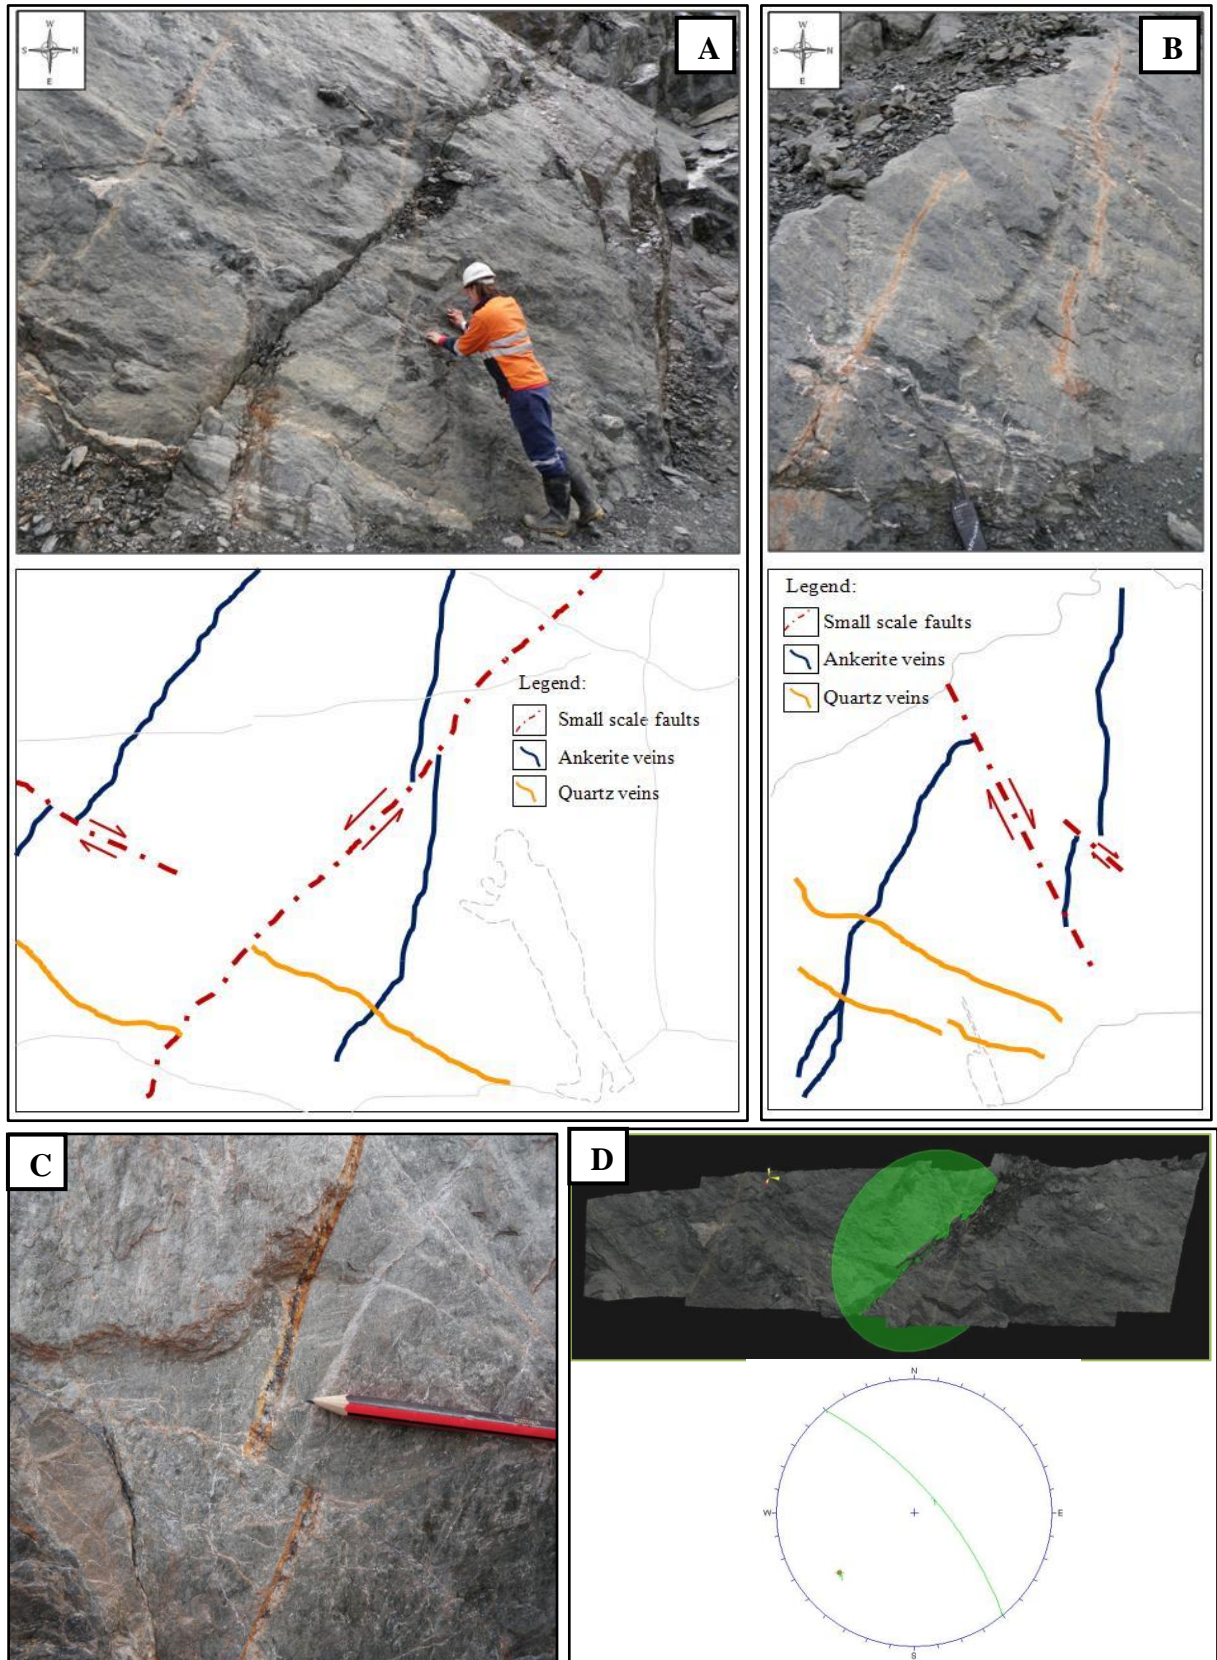 A
W
S N
E
B
W
S N
E
Legend:
Small scale faults
Ankerite veins
Quartz veins
Legend:
Small scale faults
Ankerite veins
Quartz veins
C
D
N
W E
S